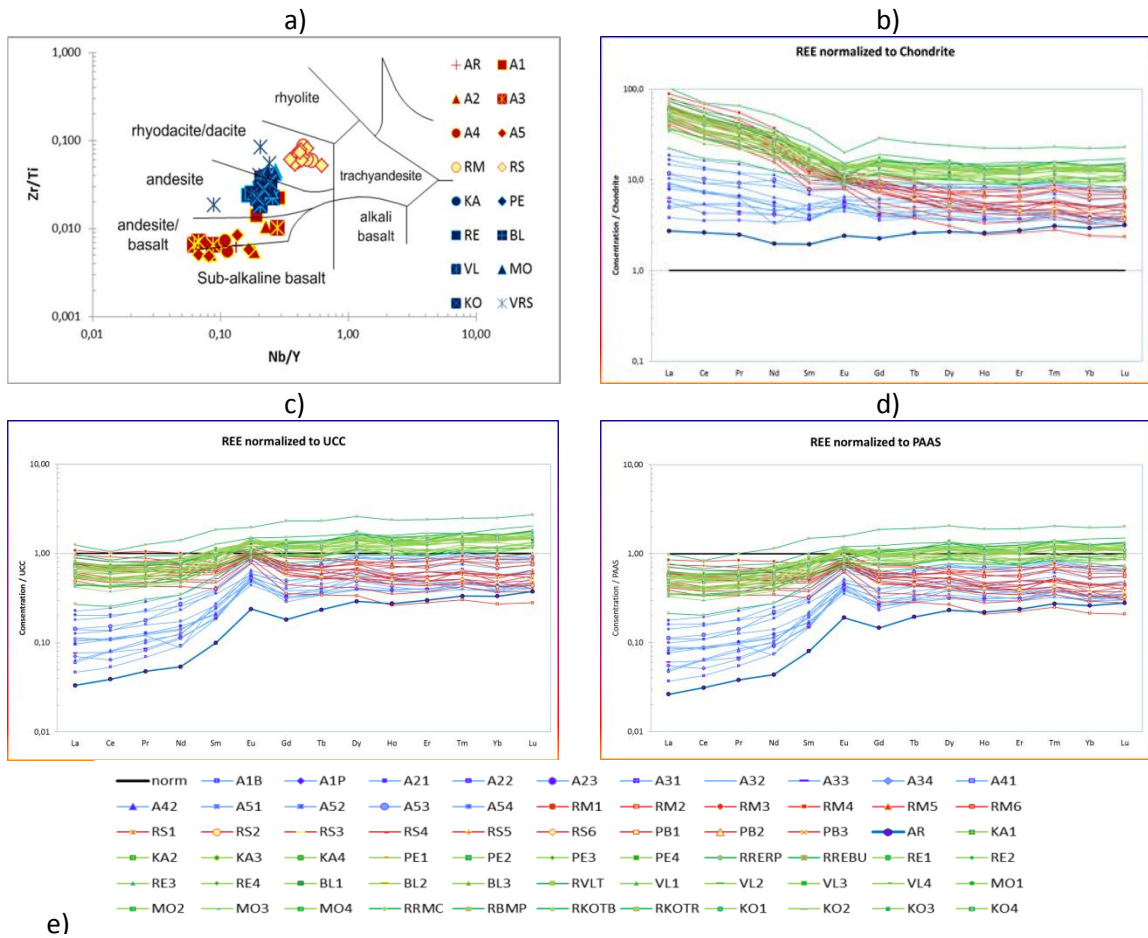 a)
1,000
0,100
0,010
0,001
Zr/Ti
0,01
0,10
1,00
10,00
Nb/Y
rhyolite
rhyodacite/dacite
trachyandesite
andesite
andesite/
basalt
alkali
basalt
Sub-alkaline basalt
AR A1
A2 A3
A4 A5
RM RS
KA PE
RE BL
VL MO
KO VRS
b)
REE normalized to Chondrite
Consentration / Chondrite
100,0
10,0
1,0
0,1
La Ce Pr Nd Sm Eu Gd Tb Dy Ho Er Tm Yb Lu
c)
REE normalized to UCC
Consentration / UCC
10,00
1,00
0,10
0,01
La Ce Pr Nd Sm Eu Gd Tb Dy Ho Er Tm Yb Lu
d)
REE normalized to PAAS
Consentration / PAAS
10,00
1,00
0,10
0,01
La Ce Pr Nd Sm Eu Gd Tb Dy Ho Er Tm Yb Lu
norm A1B A1P A21 A22 A23 A31 A32 A33 A34 A41
A42 A51 A52 A53 A54 RM1 RM2 RM3 RM4 RM5 RM6
RS1 RS2 RS3 RS4 RS5 RS6 PB1 PB2 PB3 AR KA1
KA2 KA3 KA4 PE1 PE2 PE3 PE4 RRERP RREBU RE1 RE2
RE3 RE4 BL1 BL2 BL3 RVLT VL1 VL2 VL3 VL4 MO1
MO2 MO3 MO4 RRMC RBMP RKOTB RKOTR KO1 KO2 KO3 KO4
e)